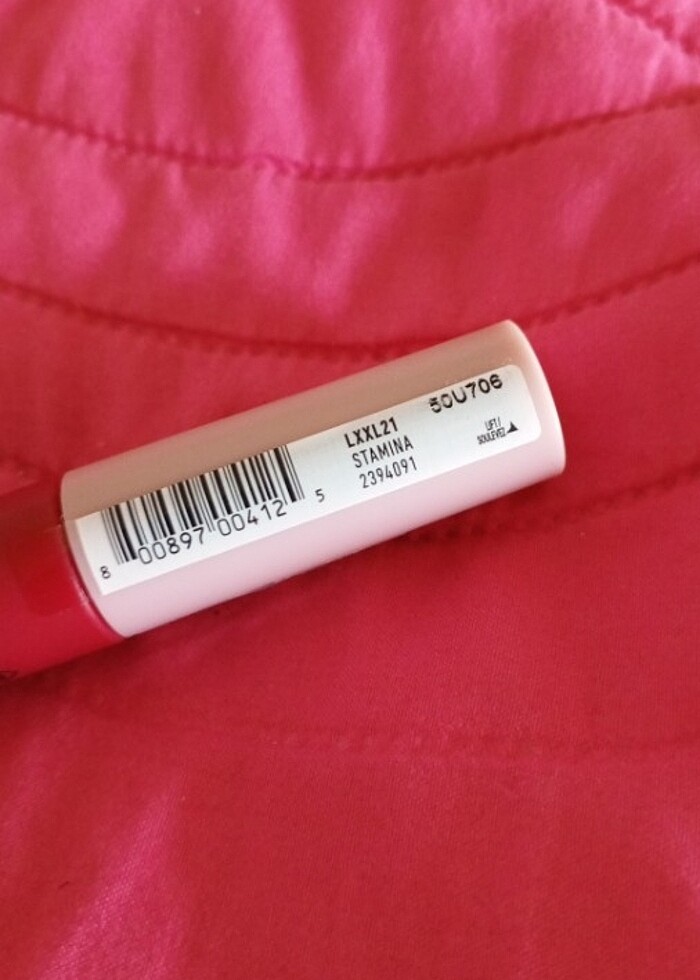 50U706
LXXL21
STAMINA
2394091
LIFT/
SOULEVEZ
8 00897 00412 5